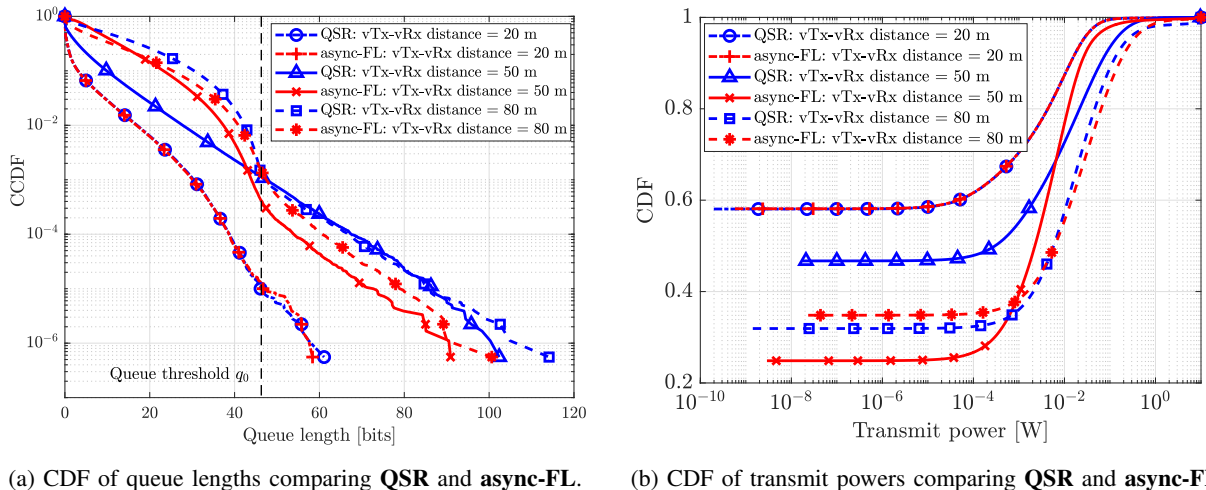 10^0
10^-2
10^-4
10^-6
CCDF
0
20
40
60
80
100
120
Queue length [bits]
Queue threshold q_0
QSR: vTx-vRx distance = 20 m
async-FL: vTx-vRx distance = 20 m
QSR: vTx-vRx distance = 50 m
async-FL: vTx-vRx distance = 50 m
QSR: vTx-vRx distance = 80 m
async-FL: vTx-vRx distance = 80 m
(a) CDF of queue lengths comparing QSR and async-FL.
1
0.8
0.6
0.4
0.2
CDF
10^-10
10^-8
10^-6
10^-4
10^-2
10^0
Transmit power [W]
QSR: vTx-vRx distance = 20 m
async-FL: vTx-vRx distance = 20 m
QSR: vTx-vRx distance = 50 m
async-FL: vTx-vRx distance = 50 m
QSR: vTx-vRx distance = 80 m
async-FL: vTx-vRx distance = 80 m
(b) CDF of transmit powers comparing QSR and async-F